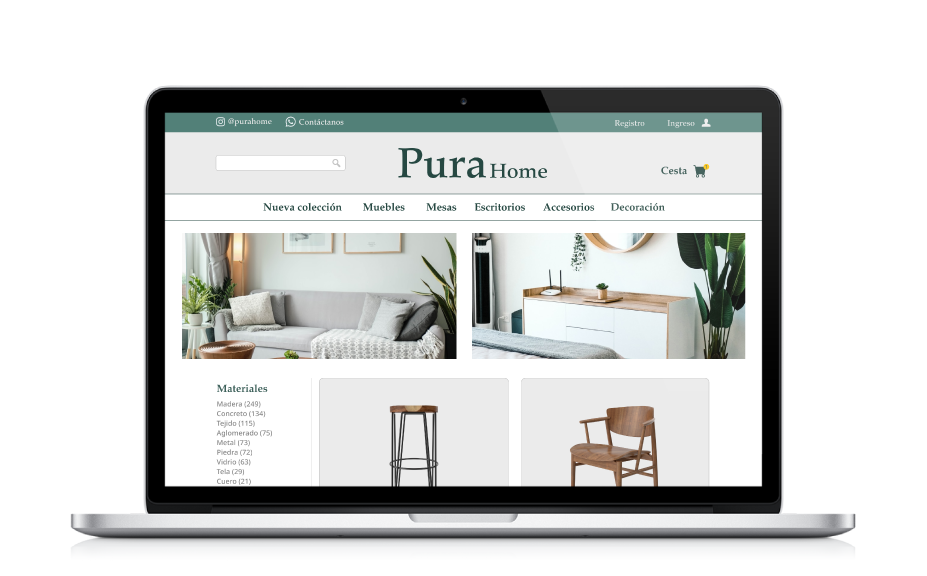 @purahome Contáctanos Registro Ingreso
Pura Home
Cesta
Nueva colección Muebles Mesas Escritorios Accesorios Decoración
Materiales
Madera (249)
Concreto (134)
Tejido (115)
Aglomerado (75)
Metal (73)
Piedra (72)
Vidrio (63)
Tela (29)
Cuero (21)